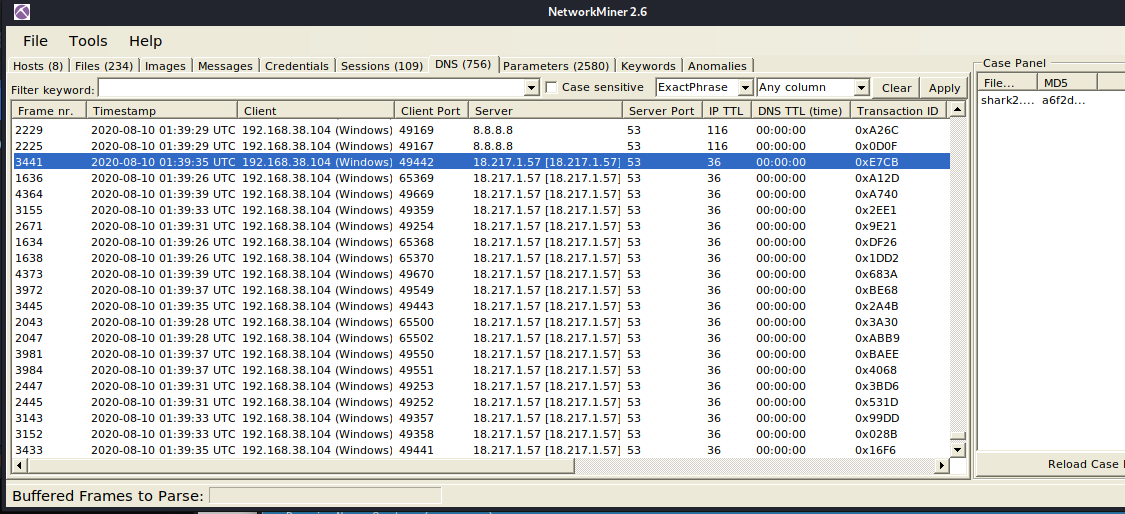 NetworkMiner 2.6
File Tools Help
Hosts (8) Files (234) Images Messages Credentials Sessions (109) DNS (756) Parameters (2580) Keywords Anomalies
Case Panel
Filter keyword: Case sensitive ExactPhrase Any column Clear Apply
File... MD5
Frame nr. Timestamp Client Client Port Server Server Port IP TTL DNS TTL (time) Transaction ID
shark2.... a6f2d...
2229 2020-08-10 01:39:29 UTC 192.168.38.104 (Windows) 49169 8.8.8.8 53 116 00:00:00 0xA26C
2225 2020-08-10 01:39:29 UTC 192.168.38.104 (Windows) 49167 8.8.8.8 53 116 00:00:00 0x0D0F
3441 2020-08-10 01:39:35 UTC 192.168.38.104 (Windows) 49442 18.217.1.57 [18.217.1.57] 53 36 00:00:00 0xE7CB
1636 2020-08-10 01:39:26 UTC 192.168.38.104 (Windows) 65369 18.217.1.57 [18.217.1.57] 53 36 00:00:00 0xA12D
4364 2020-08-10 01:39:39 UTC 192.168.38.104 (Windows) 49669 18.217.1.57 [18.217.1.57] 53 36 00:00:00 0xA740
3155 2020-08-10 01:39:33 UTC 192.168.38.104 (Windows) 49359 18.217.1.57 [18.217.1.57] 53 36 00:00:00 0x2EE1
2671 2020-08-10 01:39:31 UTC 192.168.38.104 (Windows) 49254 18.217.1.57 [18.217.1.57] 53 36 00:00:00 0x9E21
1634 2020-08-10 01:39:26 UTC 192.168.38.104 (Windows) 65368 18.217.1.57 [18.217.1.57] 53 36 00:00:00 0xDF26
1638 2020-08-10 01:39:26 UTC 192.168.38.104 (Windows) 65370 18.217.1.57 [18.217.1.57] 53 36 00:00:00 0x1DD2
4373 2020-08-10 01:39:39 UTC 192.168.38.104 (Windows) 49670 18.217.1.57 [18.217.1.57] 53 36 00:00:00 0x683A
3972 2020-08-10 01:39:37 UTC 192.168.38.104 (Windows) 49549 18.217.1.57 [18.217.1.57] 53 36 00:00:00 0xBE68
3445 2020-08-10 01:39:35 UTC 192.168.38.104 (Windows) 49443 18.217.1.57 [18.217.1.57] 53 36 00:00:00 0x2A4B
2043 2020-08-10 01:39:28 UTC 192.168.38.104 (Windows) 65500 18.217.1.57 [18.217.1.57] 53 36 00:00:00 0x3A30
2047 2020-08-10 01:39:28 UTC 192.168.38.104 (Windows) 65502 18.217.1.57 [18.217.1.57] 53 36 00:00:00 0xABB9
3981 2020-08-10 01:39:37 UTC 192.168.38.104 (Windows) 49550 18.217.1.57 [18.217.1.57] 53 36 00:00:00 0xBAEE
3984 2020-08-10 01:39:37 UTC 192.168.38.104 (Windows) 49551 18.217.1.57 [18.217.1.57] 53 36 00:00:00 0x4068
2447 2020-08-10 01:39:31 UTC 192.168.38.104 (Windows) 49253 18.217.1.57 [18.217.1.57] 53 36 00:00:00 0x3BD6
2445 2020-08-10 01:39:31 UTC 192.168.38.104 (Windows) 49252 18.217.1.57 [18.217.1.57] 53 36 00:00:00 0x531D
3143 2020-08-10 01:39:33 UTC 192.168.38.104 (Windows) 49357 18.217.1.57 [18.217.1.57] 53 36 00:00:00 0x99DD
3152 2020-08-10 01:39:33 UTC 192.168.38.104 (Windows) 49358 18.217.1.57 [18.217.1.57] 53 36 00:00:00 0x028B
3433 2020-08-10 01:39:35 UTC 192.168.38.104 (Windows) 49441 18.217.1.57 [18.217.1.57] 53 36 00:00:00 0x16F6
Reload Case
Buffered Frames to Parse: